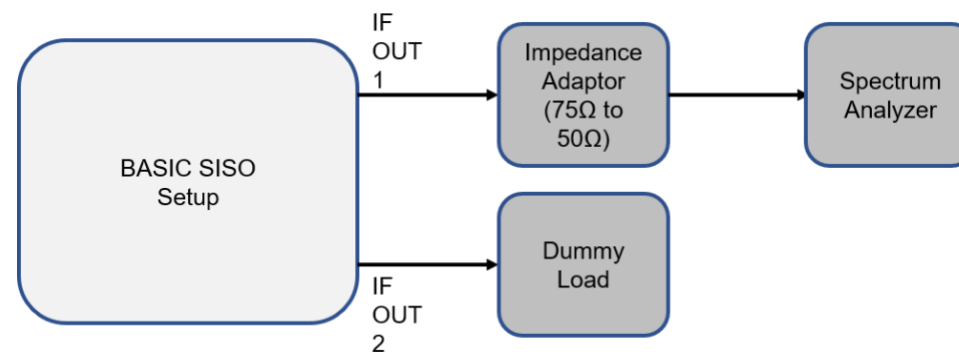 BASIC SISO
Setup
IF
OUT
1
Impedance
Adaptor
(75Ω to
50Ω)
Spectrum
Analyzer
IF
OUT
2
Dummy
Load